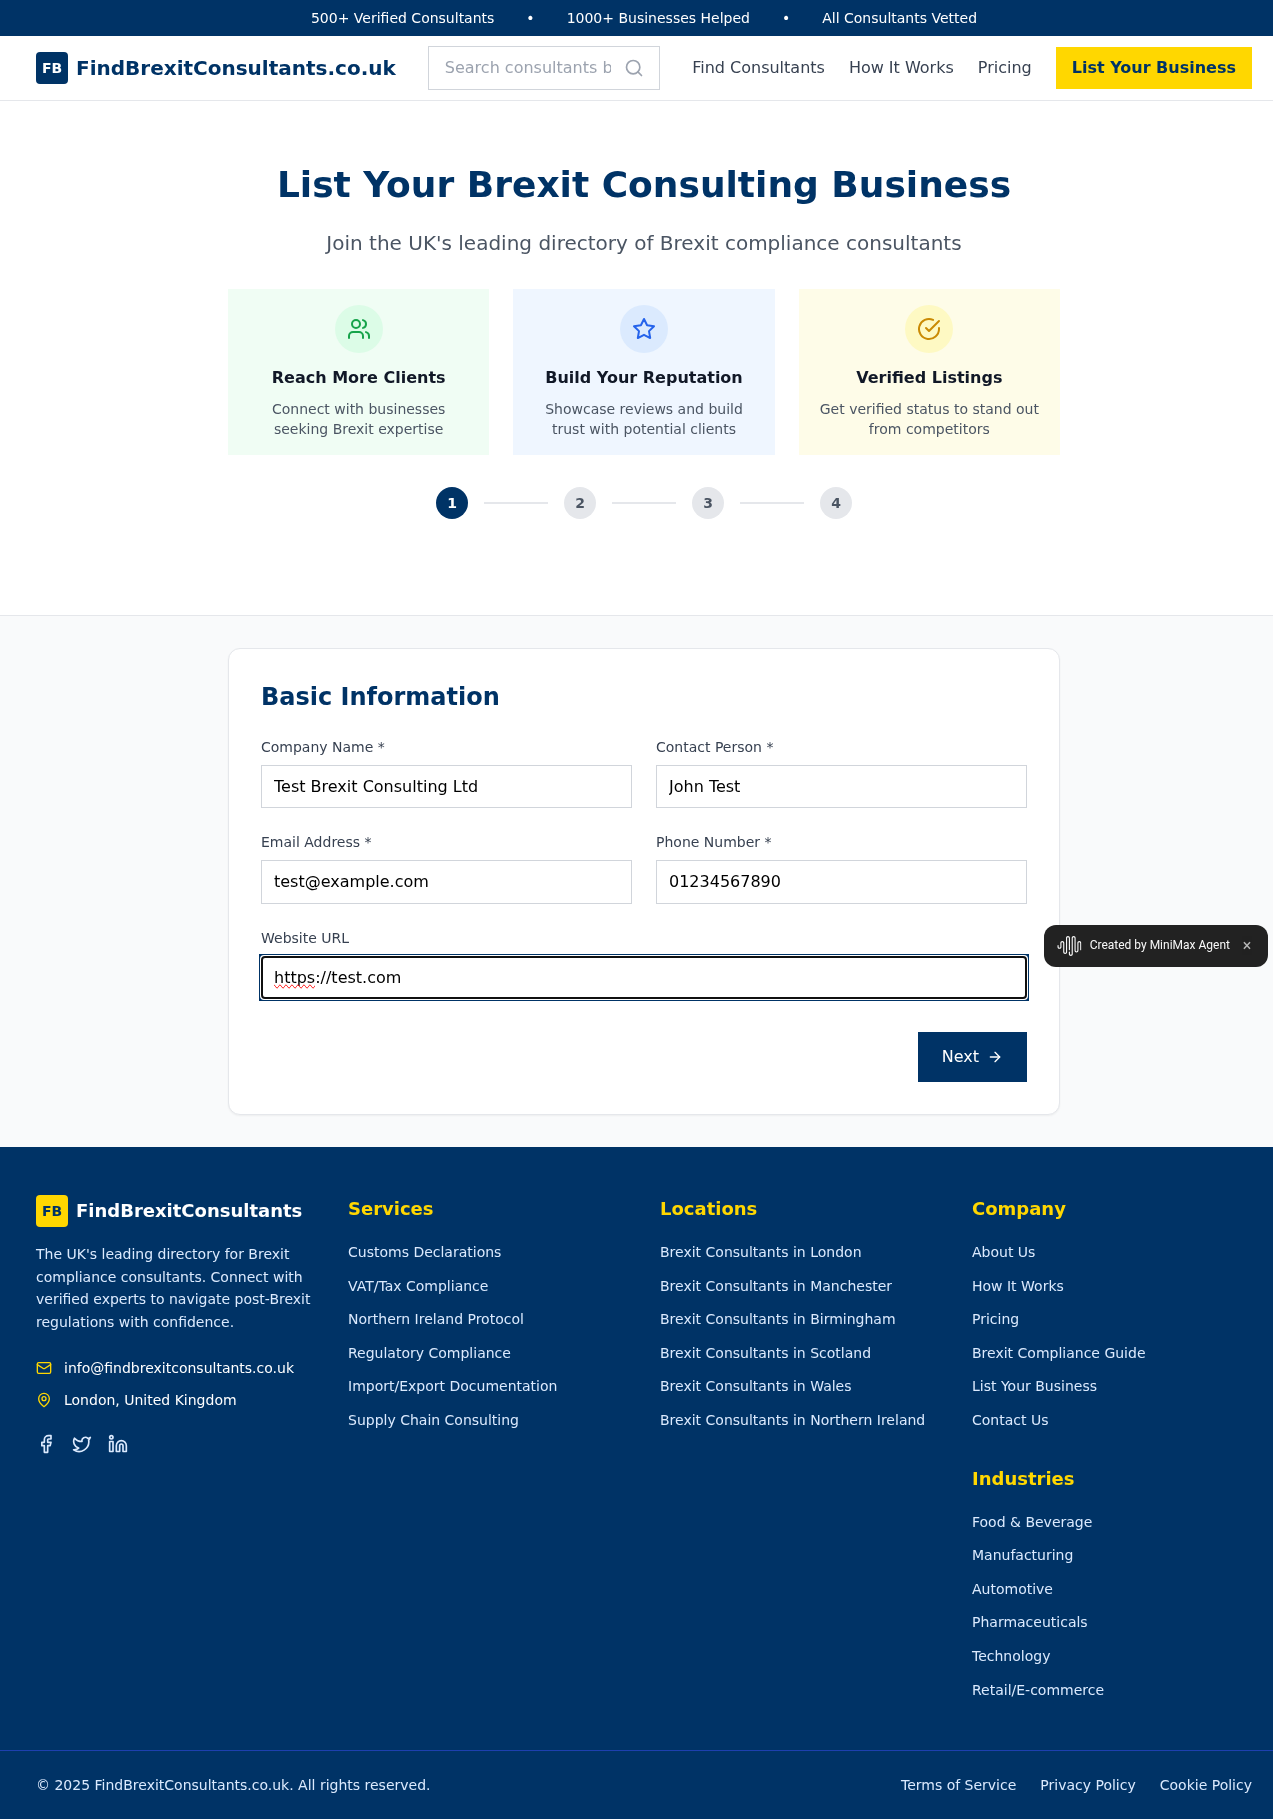 500+ Verified Consultants • 1000+ Businesses Helped • All Consultants Vetted
FB FindBrexitConsultants.co.uk
Search consultants b
Find Consultants How It Works Pricing List Your Business
List Your Brexit Consulting Business
Join the UK's leading directory of Brexit compliance consultants
Reach More Clients
Connect with businesses
seeking Brexit expertise
Build Your Reputation
Showcase reviews and build
trust with potential clients
Verified Listings
Get verified status to stand out
from competitors
1 2 3 4
Basic Information
Company Name *
Test Brexit Consulting Ltd
Contact Person *
John Test
Email Address *
test@example.com
Phone Number *
01234567890
Website URL
https://test.com
Created by MiniMax Agent ×
Next →
FB FindBrexitConsultants
The UK's leading directory for Brexit
compliance consultants. Connect with
verified experts to navigate post-Brexit
regulations with confidence.
info@findbrexitconsultants.co.uk
London, United Kingdom
Services
Customs Declarations
VAT/Tax Compliance
Northern Ireland Protocol
Regulatory Compliance
Import/Export Documentation
Supply Chain Consulting
Locations
Brexit Consultants in London
Brexit Consultants in Manchester
Brexit Consultants in Birmingham
Brexit Consultants in Scotland
Brexit Consultants in Wales
Brexit Consultants in Northern Ireland
Company
About Us
How It Works
Pricing
Brexit Compliance Guide
List Your Business
Contact Us
Industries
Food & Beverage
Manufacturing
Automotive
Pharmaceuticals
Technology
Retail/E-commerce
© 2025 FindBrexitConsultants.co.uk. All rights reserved.
Terms of Service Privacy Policy Cookie Policy